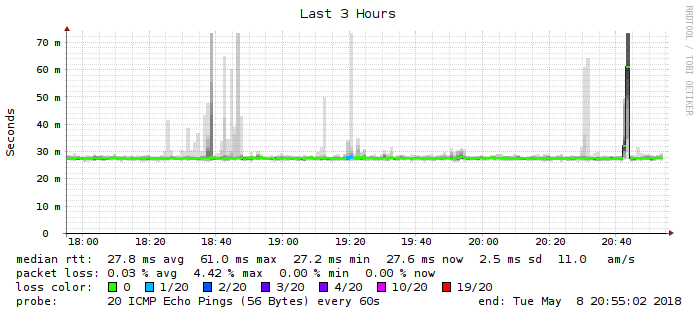 Last 3 Hours
RRDTOOL / TOBI OETIKER
Seconds
70 m
60 m
50 m
40 m
30 m
20 m
10 m
0
18:00 18:20 18:40 19:00 19:20 19:40 20:00 20:20 20:40
median rtt: 27.8 ms avg 61.0 ms max 27.2 ms min 27.6 ms now 2.5 ms sd 11.0 am/s
packet loss: 0.03 % avg 4.42 % max 0.00 % min 0.00 % now
loss color: 0 1/20 2/20 3/20 4/20 10/20 19/20
probe: 20 ICMP Echo Pings (56 Bytes) every 60s end: Tue May 8 20:55:02 2018